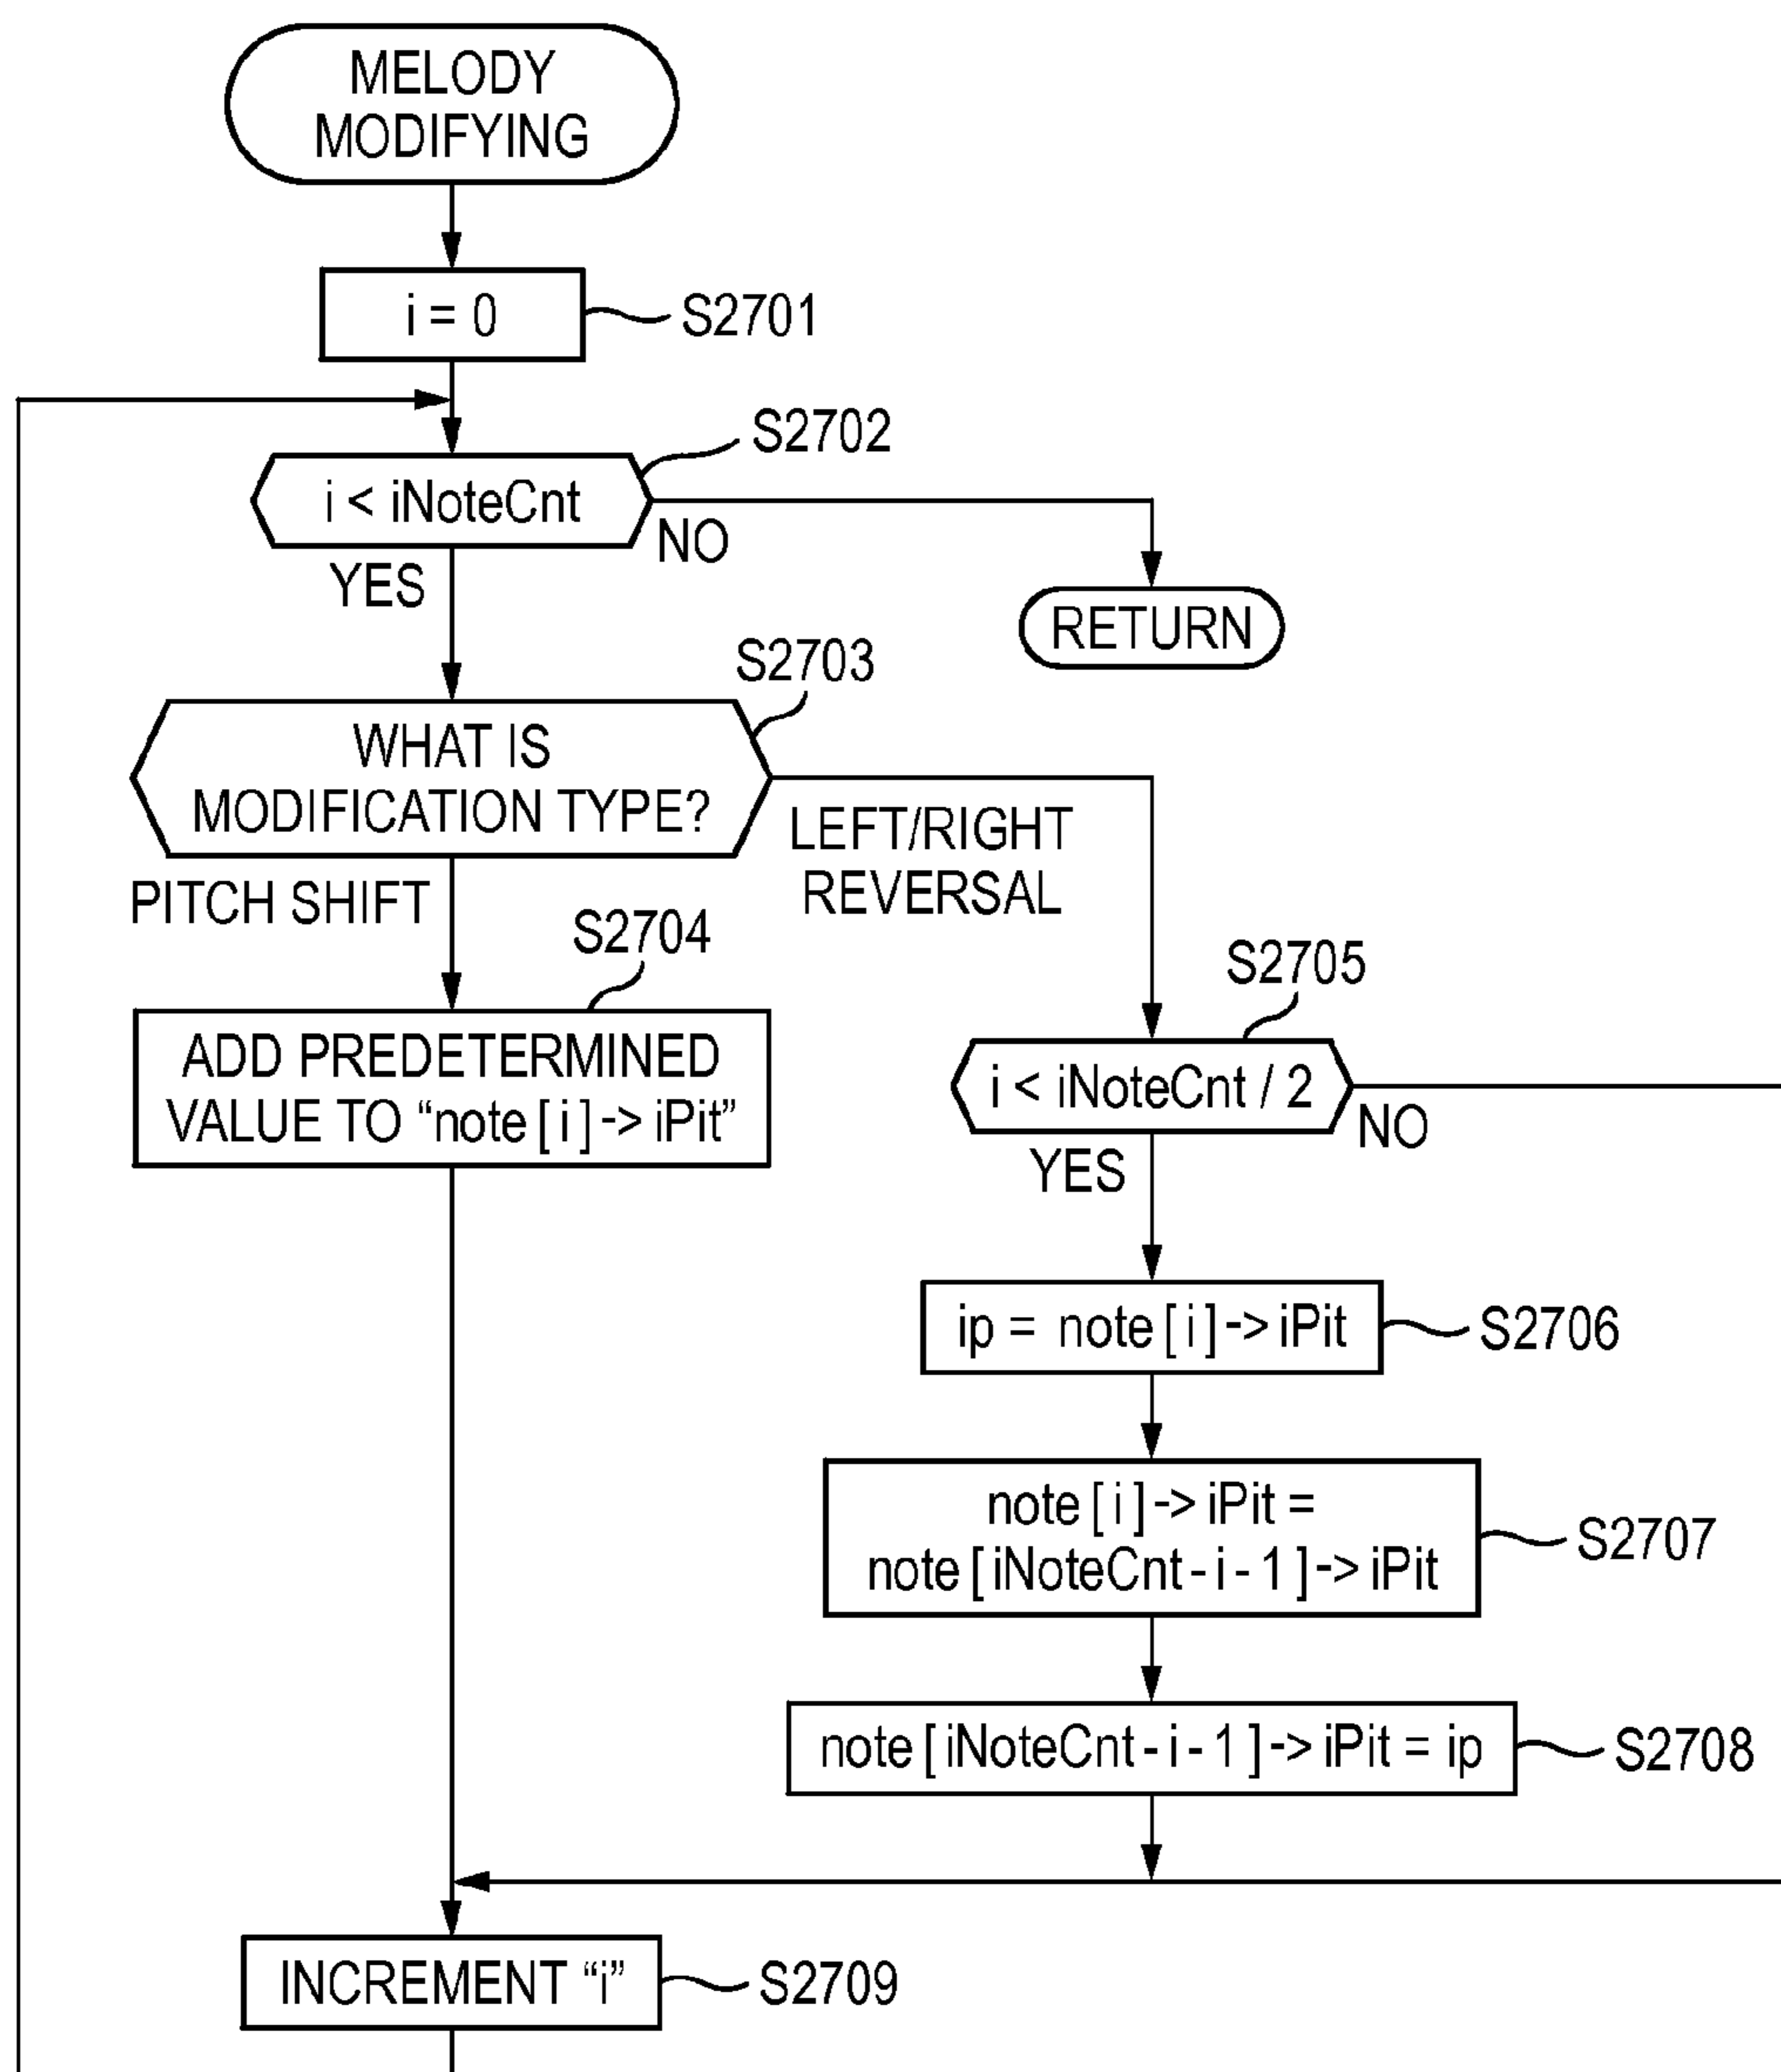 MELODY
MODIFYING
i = 0
S2701
S2702
i < iNoteCnt
NO
YES
RETURN
S2703
WHAT IS
MODIFICATION TYPE?
LEFT/RIGHT
REVERSAL
PITCH SHIFT
S2704
ADD PREDETERMINED
VALUE TO “note [ i ] -> iPit”
S2705
i < iNoteCnt / 2
NO
YES
ip = note [ i ] -> iPit
S2706
note [ i ] -> iPit =
note [ iNoteCnt - i - 1 ] -> iPit
S2707
note [ iNoteCnt - i - 1 ] -> iPit = ip
S2708
INCREMENT “i”
S2709